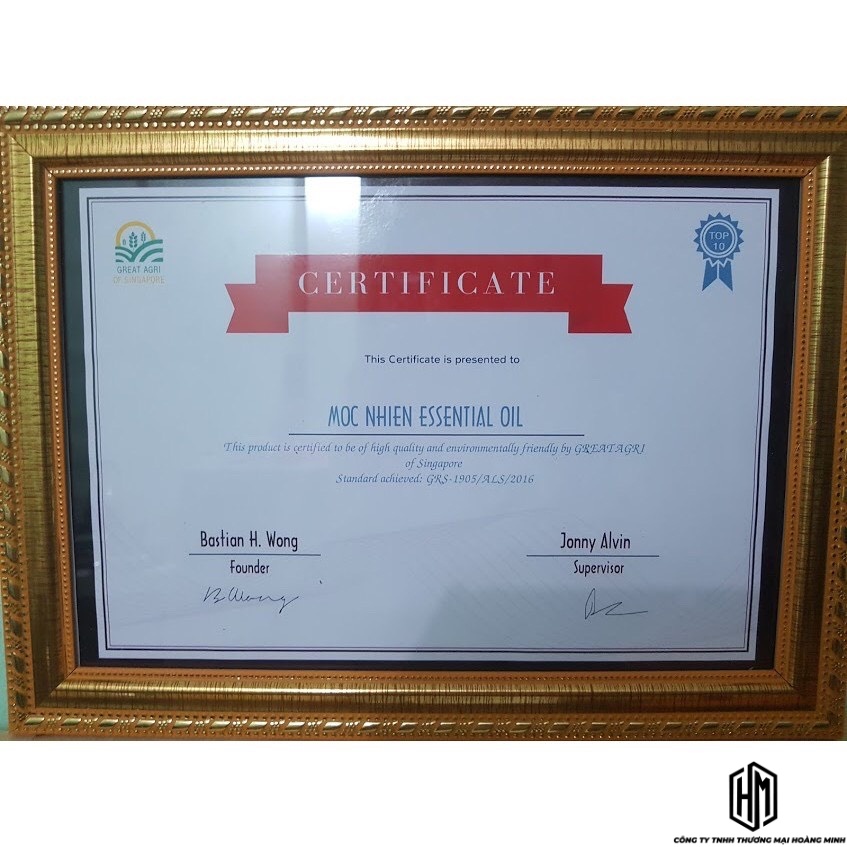 GREAT AGRI
OF SINGAPORE
TOP
10
CERTIFICATE
This Certificate is presented to
MOC NHIEN ESSENTIAL OIL
This product is certified to be of high quality and environmentally friendly by GREATAGRI
of Singapore
Standard achieved: GRS-1905/ALS/2016
Bastian H. Wong
Founder
B.Wong
Jonny Alvin
Supervisor
HM
CÔNG TY TNHH THƯƠNG MẠI HOÀNG MINH